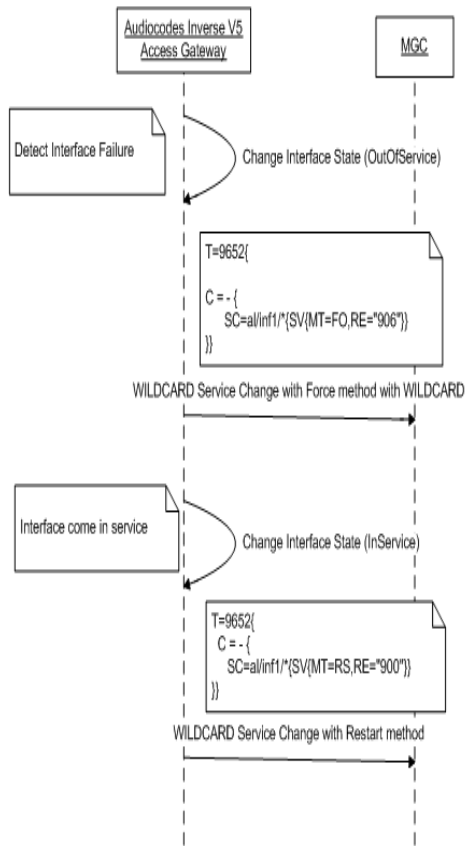 Audiocodes Inverse V5
Access Gateway
MGC
Detect Interface Failure
Change Interface State (OutOfService)
T=9652{
C = - {
SC=al/inf1/*{SV{MT=FO,RE="906"}}
}}
WILDCARD Service Change with Force method with WILDCARD
Interface come in service
Change Interface State (InService)
T=9652{
C = - {
SC=al/inf1/*{SV{MT=RS,RE="900"}}
}}
WILDCARD Service Change with Restart method